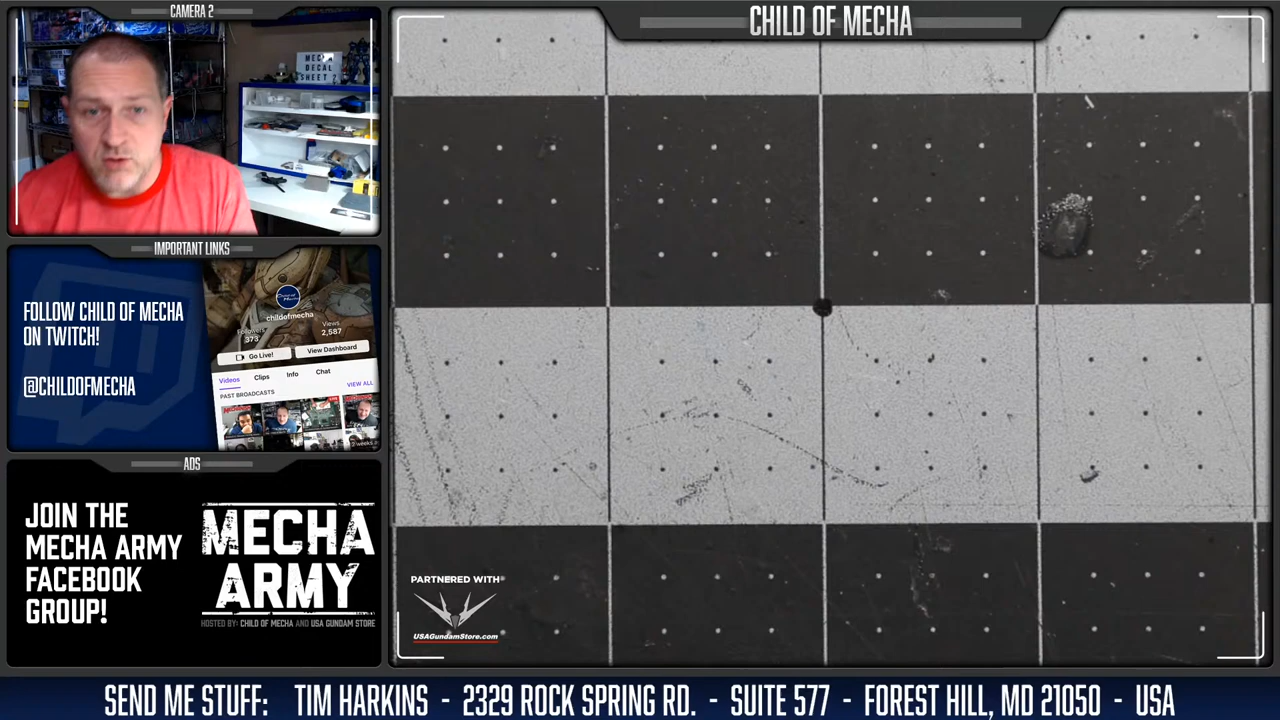 CAMERA 2
MECHA
DECAL
SHEET 2
CHILD OF MECHA
IMPORTANT LINKS
FOLLOW CHILD OF MECHA
ON TWITCH!
@CHILDOFMECHA
childofmecha
Followers
373
Views
2,587
Go Live!
View Dashboard
Videos
Clips
Info
Chat
PAST BROADCASTS
VIEW ALL
ADS
JOIN THE
MECHA ARMY
FACEBOOK
GROUP!
MECHA
ARMY
HOSTED BY: CHILD OF MECHA AND USA GUNDAM STORE
PARTNERED WITH
USAGundamStore.com
SEND ME STUFF: TIM HARKINS - 2329 ROCK SPRING RD. - SUITE 577 - FOREST HILL, MD 21050 - USA